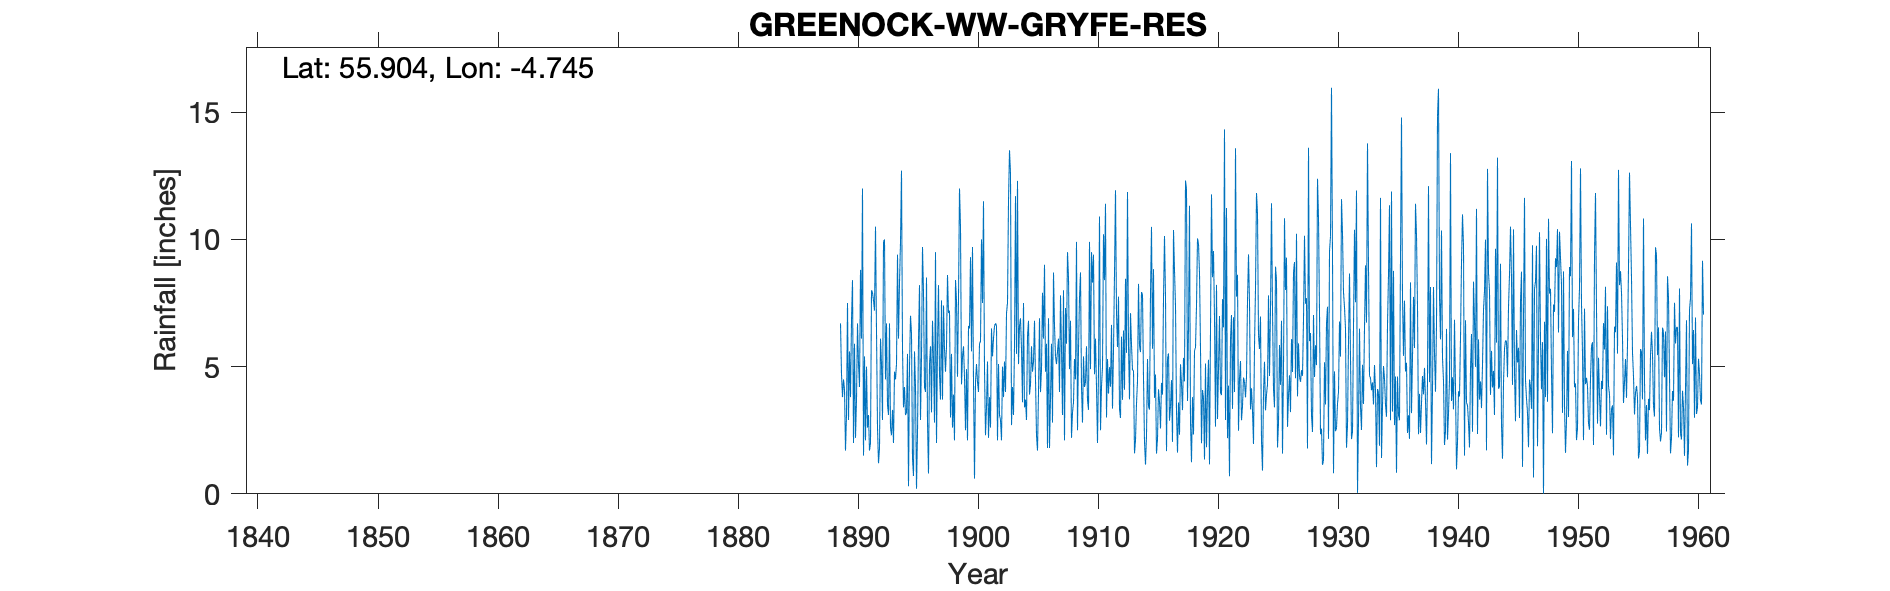 GREENOCK-WW-GRYFE-RES
Lat: 55.904, Lon: -4.745
15
10
5
0
Rainfall [inches]
1840 1850 1860 1870 1880 1890 1900 1910 1920 1930 1940 1950 1960
Year